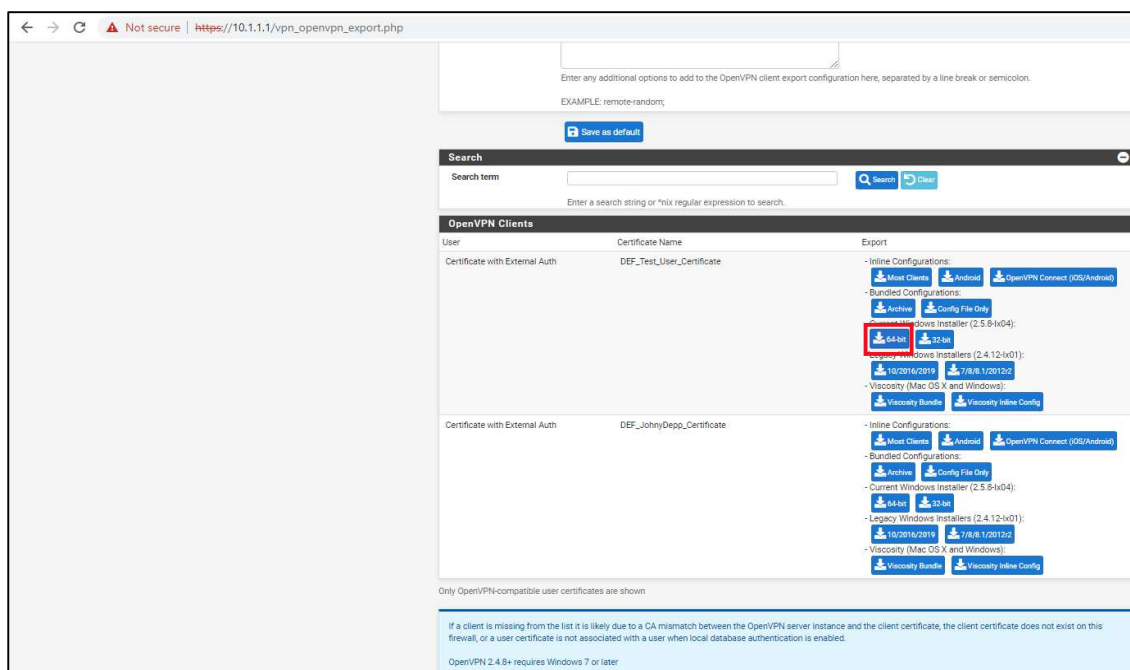 Not secure | https://10.1.1.1/vpn_openvpn_export.php
Enter any additional options to add to the OpenVPN client export configuration here, separated by a line break or semicolon.
EXAMPLE: remote-random;
Save as default
Search
Search term
Search Clear
Enter a search string or *nix regular expression to search.
OpenVPN Clients
User Certificate Name Export
Certificate with External Auth DEF_Test_User_Certificate - Inline Configurations:
Most Clients Android OpenVPN Connect (iOS/Android)
- Bundled Configurations:
Archive Config File Only
- Current Windows Installer (2.5.8-Ix04):
64-bit 32-bit
- Legacy Windows Installers (2.4.12-Ix01):
10/2016/2019 7/8/8.1/2012r2
- Viscosity (Mac OS X and Windows):
Viscosity Bundle Viscosity Inline Config
Certificate with External Auth DEF_JohnyDepp_Certificate - Inline Configurations:
Most Clients Android OpenVPN Connect (iOS/Android)
- Bundled Configurations:
Archive Config File Only
- Current Windows Installer (2.5.8-Ix04):
64-bit 32-bit
- Legacy Windows Installers (2.4.12-Ix01):
10/2016/2019 7/8/8.1/2012r2
- Viscosity (Mac OS X and Windows):
Viscosity Bundle Viscosity Inline Config
Only OpenVPN-compatible user certificates are shown
If a client is missing from the list it is likely due to a CA mismatch between the OpenVPN server instance and the client certificate, the client certificate does not exist on this
firewall, or a user certificate is not associated with a user when local database authentication is enabled.
OpenVPN 2.4.8+ requires Windows 7 or later